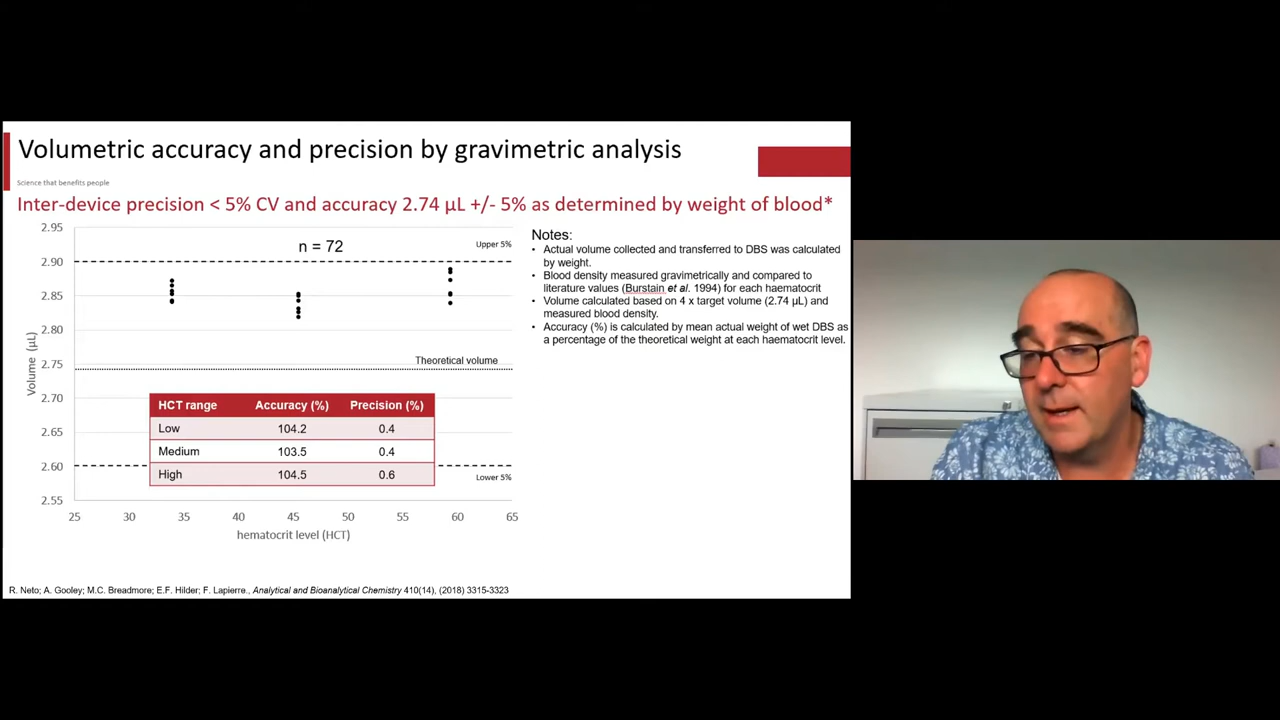 Volumetric accuracy and precision by gravimetric analysis
Science that benefits people
Inter-device precision < 5% CV and accuracy 2.74 µL +/- 5% as determined by weight of blood*
2.95
2.90
2.85
2.80
2.75
2.70
2.65
2.60
2.55
Volume (µL)
n = 72
Upper 5%
Theoretical volume
HCT range Accuracy (%) Precision (%)
Low 104.2 0.4
Medium 103.5 0.4
High 104.5 0.6
Lower 5%
25 30 35 40 45 50 55 60 65
hematocrit level (HCT)
Notes:
• Actual volume collected and transferred to DBS was calculated
by weight.
• Blood density measured gravimetrically and compared to
literature values (Burstain et al. 1994) for each haematocrit
• Volume calculated based on 4 x target volume (2.74 µL) and
measured blood density.
• Accuracy (%) is calculated by mean actual weight of wet DBS as
a percentage of the theoretical weight at each haematocrit level.
R. Neto; A. Gooley; M.C. Breadmore; E.F. Hilder; F. Lapierre., Analytical and Bioanalytical Chemistry 410(14), (2018) 3315-3323